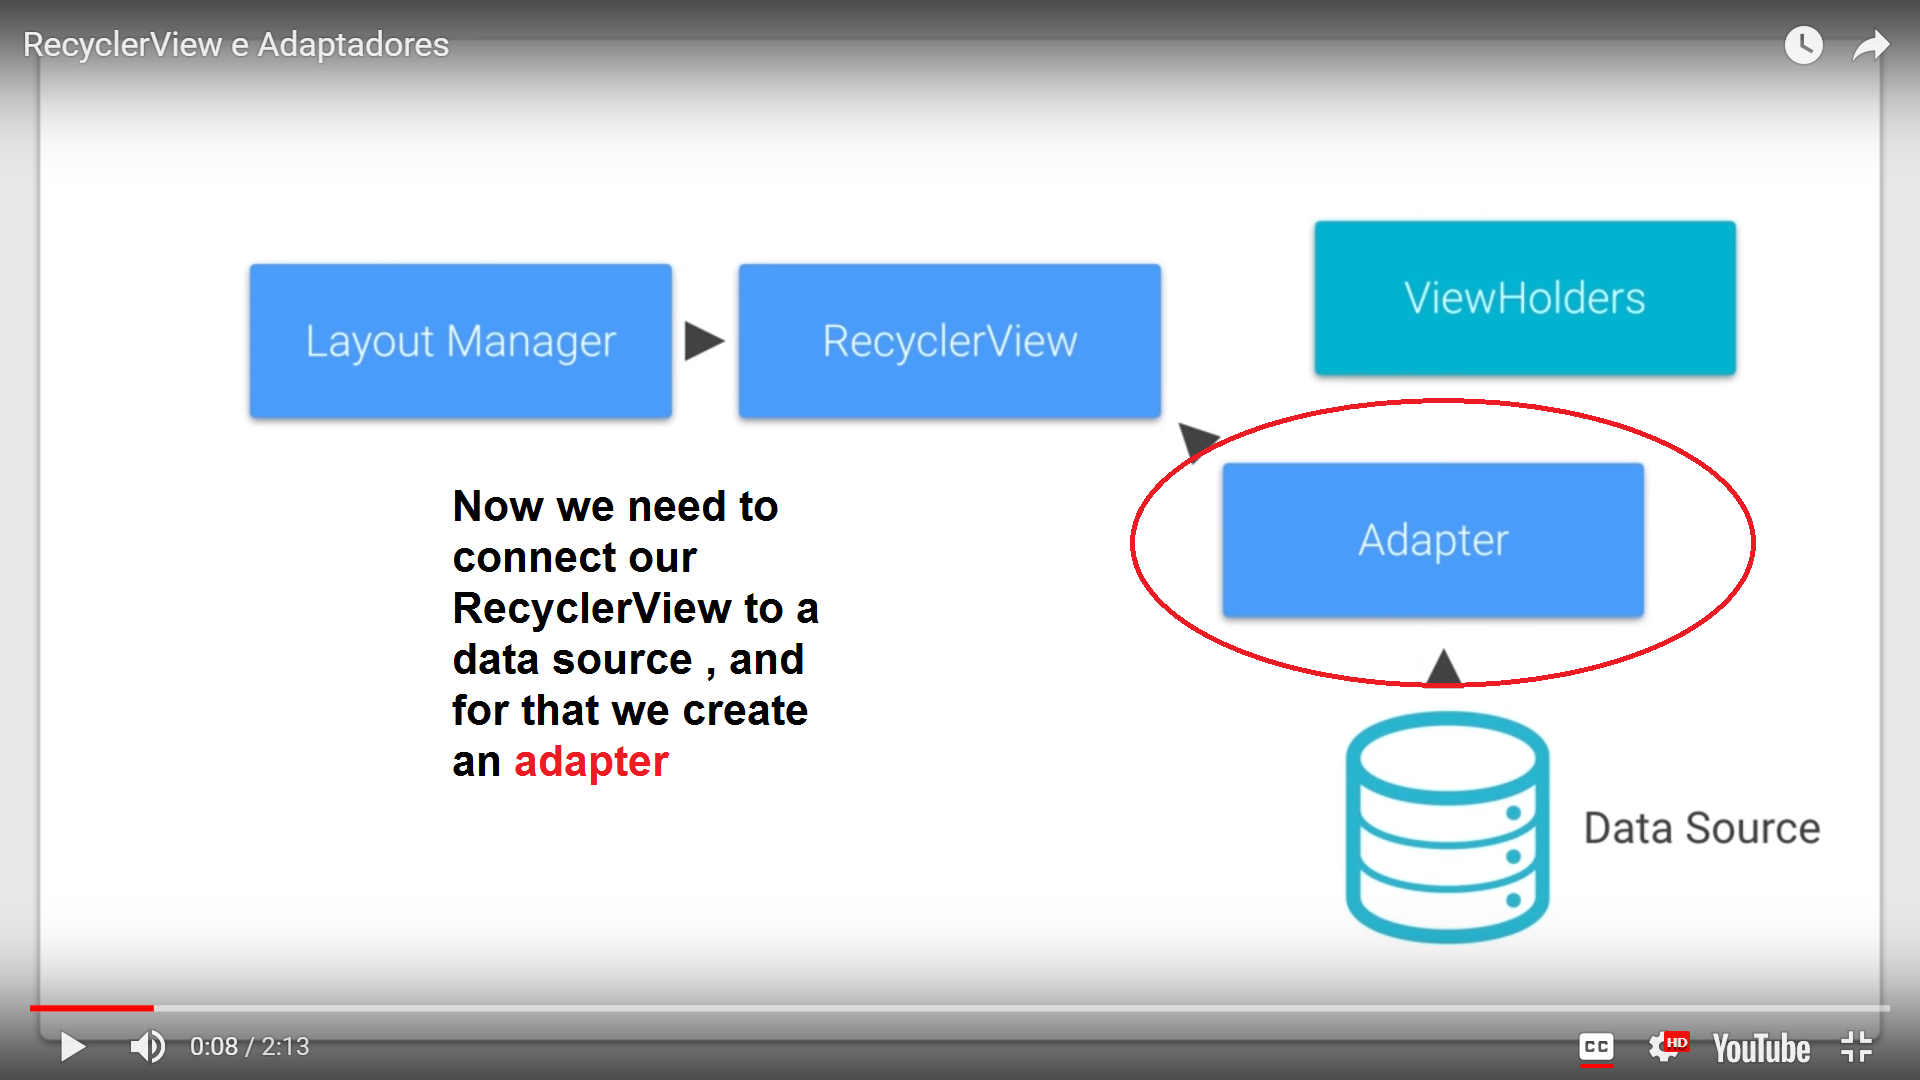 RecyclerView e Adaptadores
ViewHolders
Layout Manager
RecyclerView
Adapter
Now we need to
connect our
RecyclerView to a
data source , and
for that we create
an adapter
Data Source
0:08 / 2:13
CC
HD
YouTube